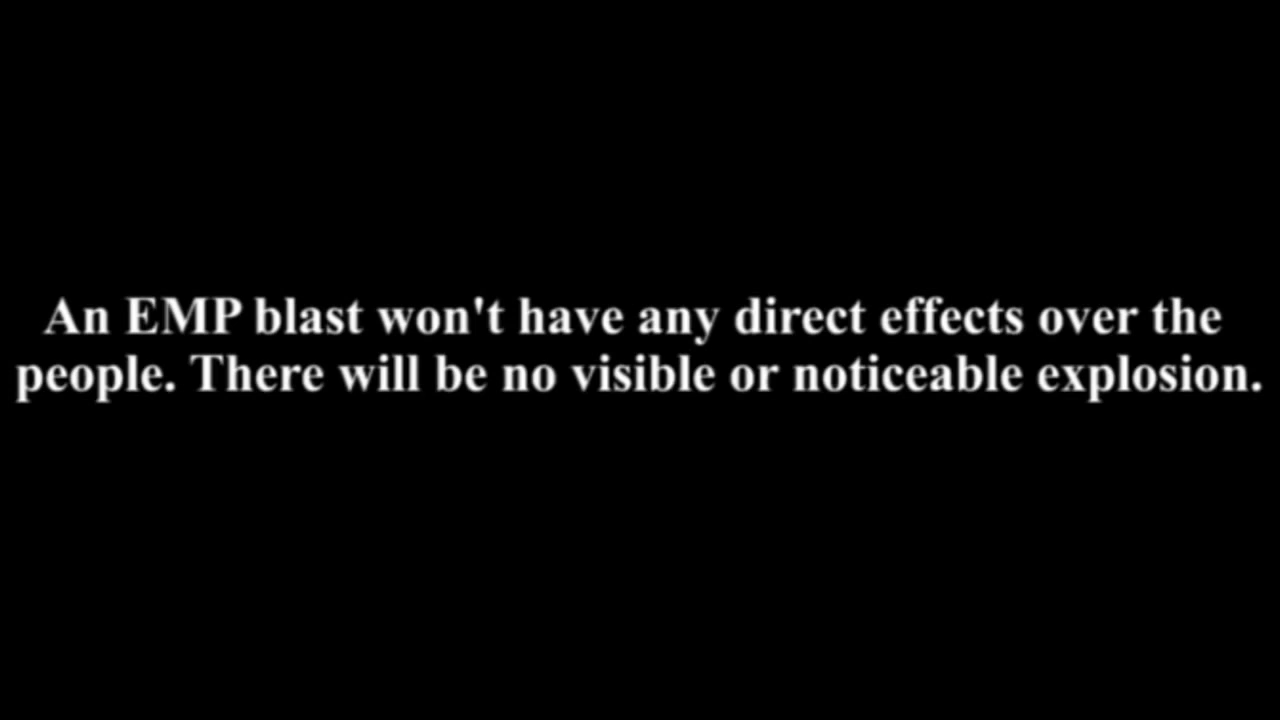 An EMP blast won't have any direct effects over the
people. There will be no visible or noticeable explosion.